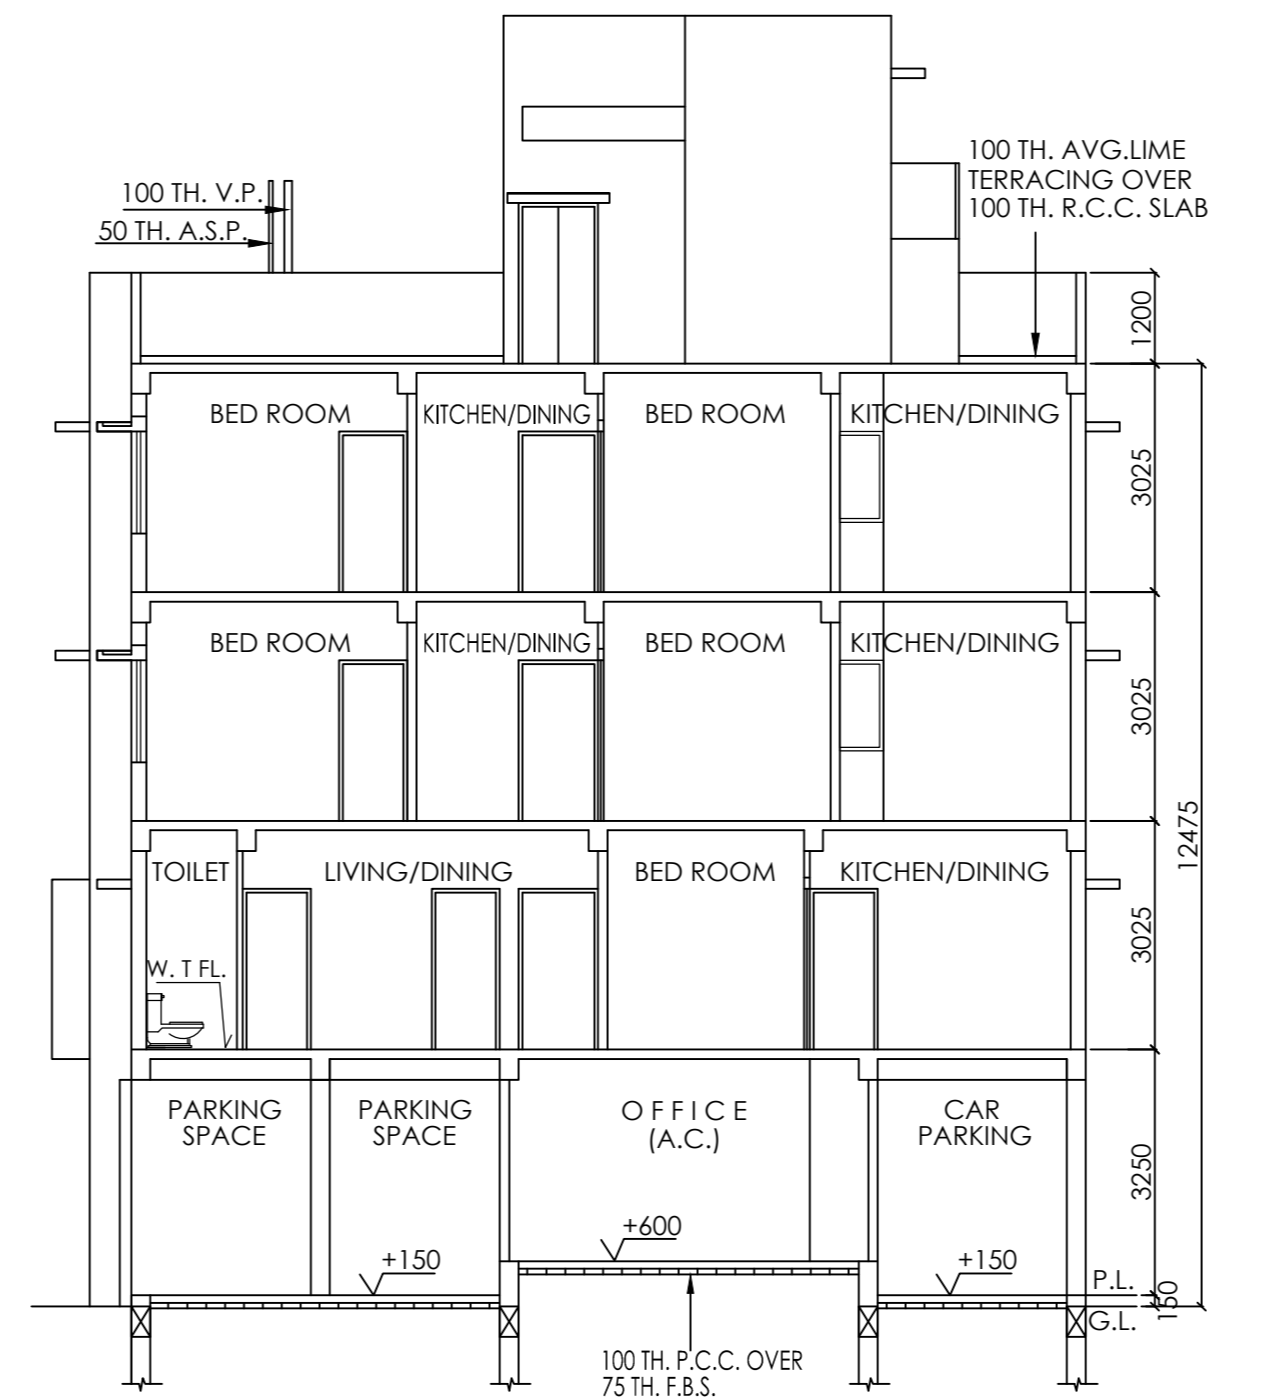 100 TH. AVG.LIME
TERRACING OVER
100 TH. R.C.C. SLAB
100 TH. V.P.
50 TH. A.S.P.
1200
BED ROOM
KITCHEN/DINING
BED ROOM
KITCHEN/DINING
3025
BED ROOM
KITCHEN/DINING
BED ROOM
KITCHEN/DINING
3025
12475
TOILET
LIVING/DINING
BED ROOM
KITCHEN/DINING
3025
W. T FL.
PARKING
SPACE
PARKING
SPACE
O F F I C E
(A.C.)
CAR
PARKING
3250
+600
+150
+150
P.L.
150
G.L.
100 TH. P.C.C. OVER
75 TH. F.B.S.